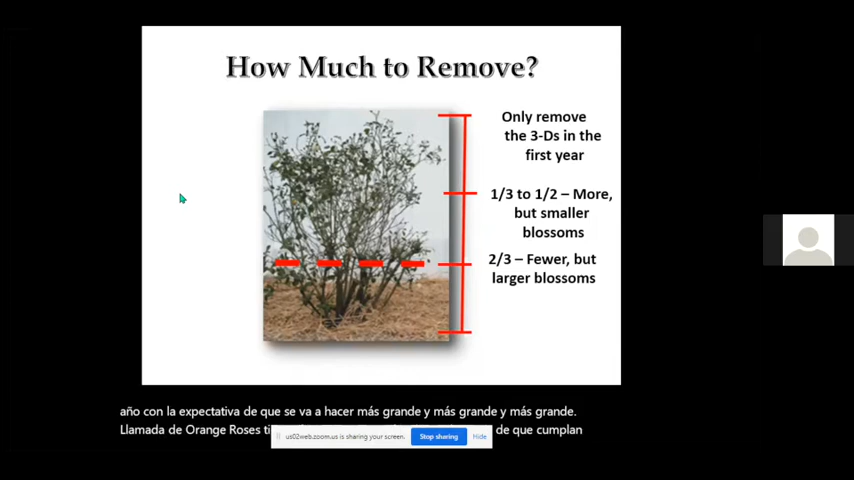 How Much to Remove?
Only remove
the 3-Ds in the
first year
1/3 to 1/2 – More,
but smaller
blossoms
2/3 – Fewer, but
larger blossoms
año con la expectativa de que se va a hacer más grande y más grande y más grande.
Llamada de Orange Roses de que cumplan
us02web.zoom.us is sharing your screen. Stop sharing Hide